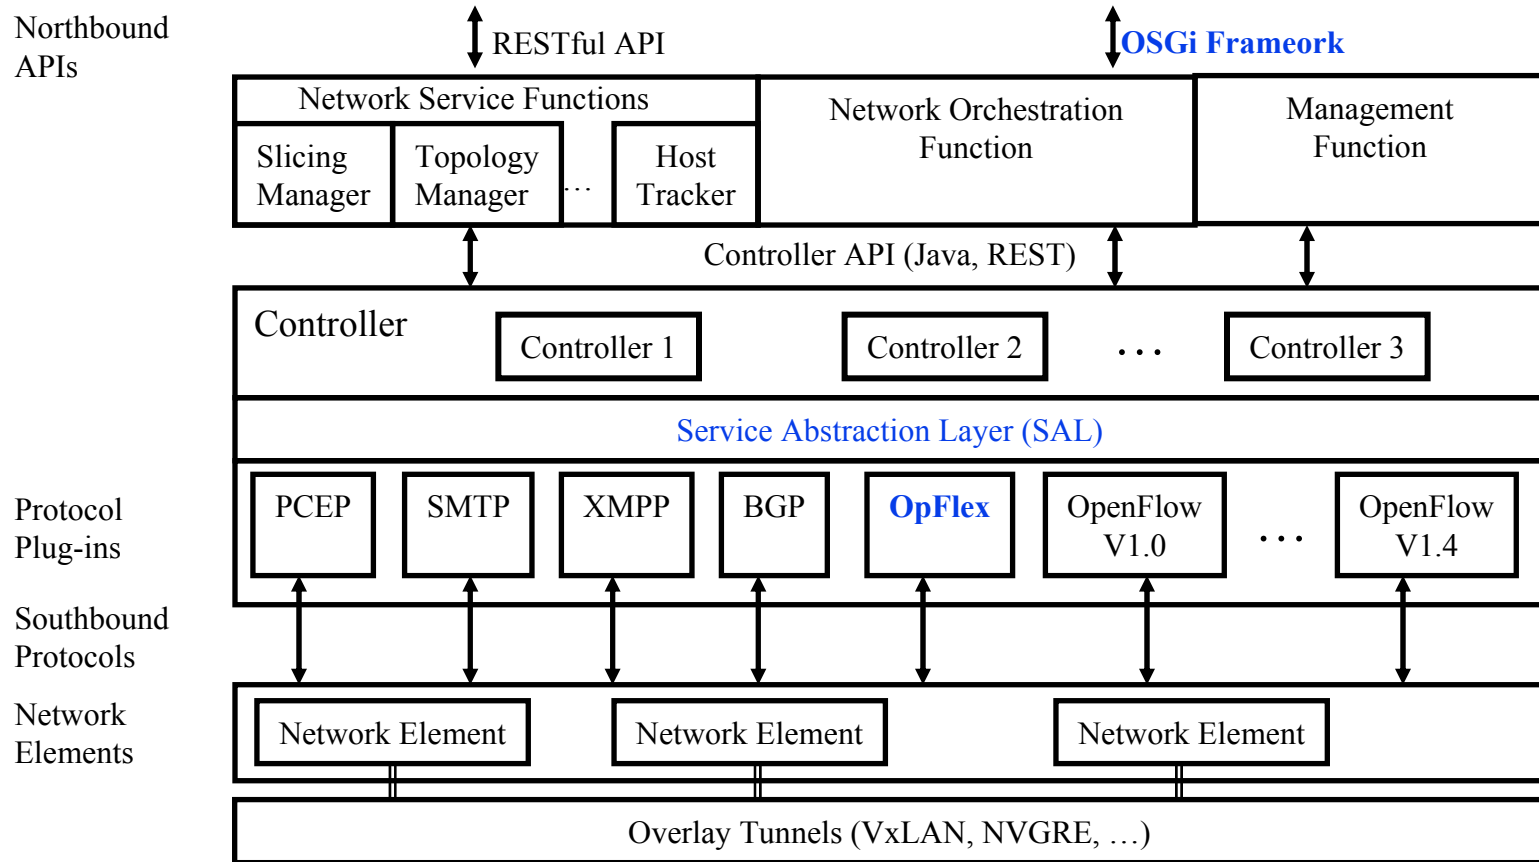 Northbound
APIs
RESTful API
OSGi Frameork
Network Service Functions
Slicing
Manager
Topology
Manager
...
Host
Tracker
Network Orchestration
Function
Management
Function
Controller API (Java, REST)
Controller
Controller 1
Controller 2
...
Controller 3
Service Abstraction Layer (SAL)
Protocol
Plug-ins
PCEP
SMTP
XMPP
BGP
OpFlex
OpenFlow
V1.0
...
OpenFlow
V1.4
Southbound
Protocols
Network
Elements
Network Element
Network Element
Network Element
Overlay Tunnels (VxLAN, NVGRE, …)